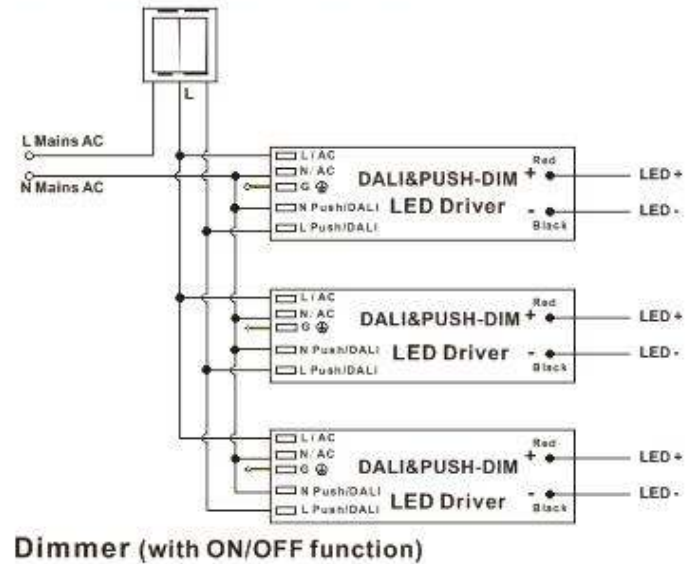 L
L Mains AC
N Mains AC
L/AC
N/AC
G
N Push/DALI
L Push/DALI
DALI&PUSH-DIM
LED Driver
Red
+
-
Black
LED+
LED-
L/AC
N/AC
G
N Push/DALI
L Push/DALI
DALI&PUSH-DIM
LED Driver
Red
+
-
Black
LED+
LED-
L/AC
N/AC
G
N Push/DALI
L Push/DALI
DALI&PUSH-DIM
LED Driver
Red
+
-
Black
LED+
LED-
Dimmer (with ON/OFF function)